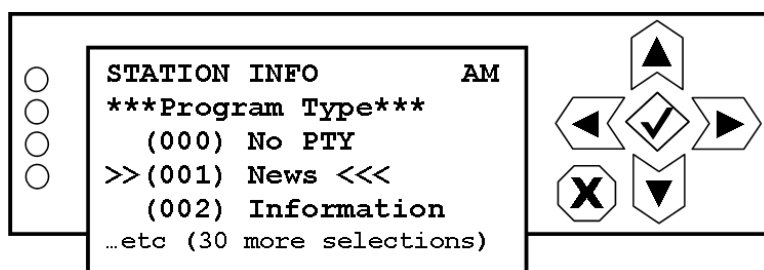 STATION INFO AM
***Program Type***
(000) No PTY
>>(001) News <<<
(002) Information
…etc (30 more selections)
X